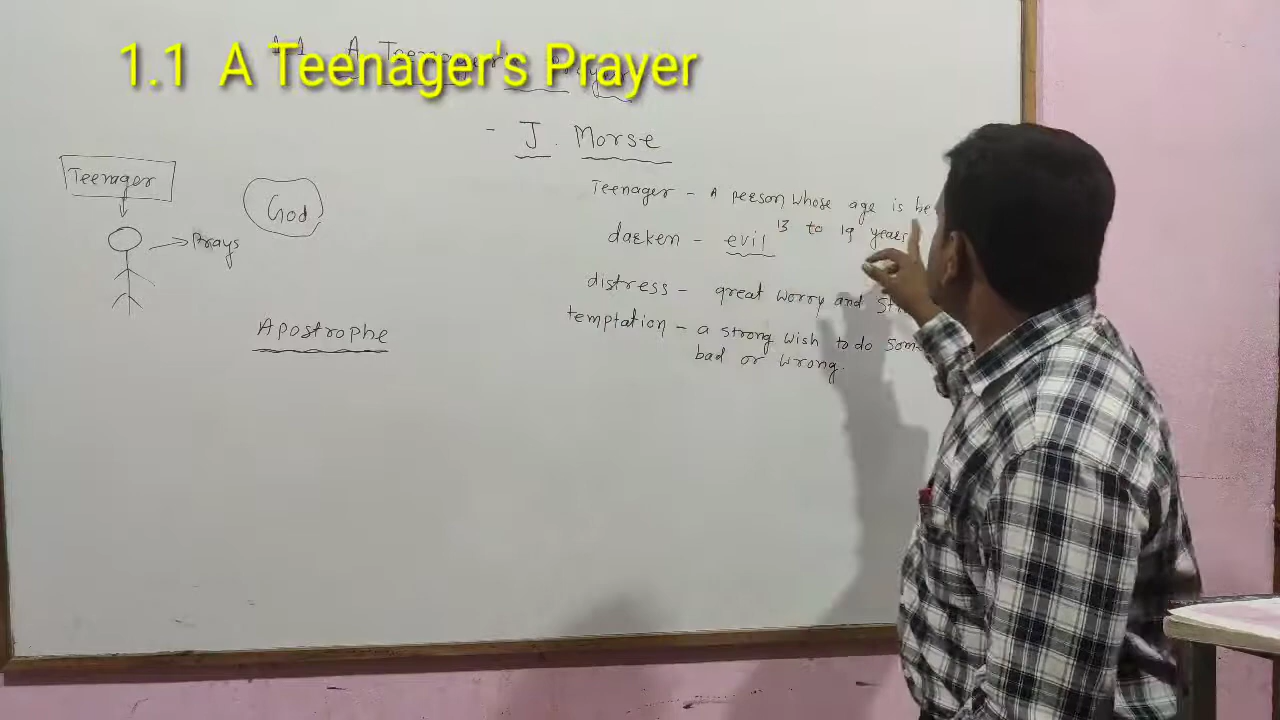 1.1 A Teenager's Prayer
- J. Morse
Teenager
God
Prays
Teenager - A person whose age is
13 to 19 years
darken - evil
distress - great worry and
temptation - a strong wish to do
bad or wrong.
Apostrophe